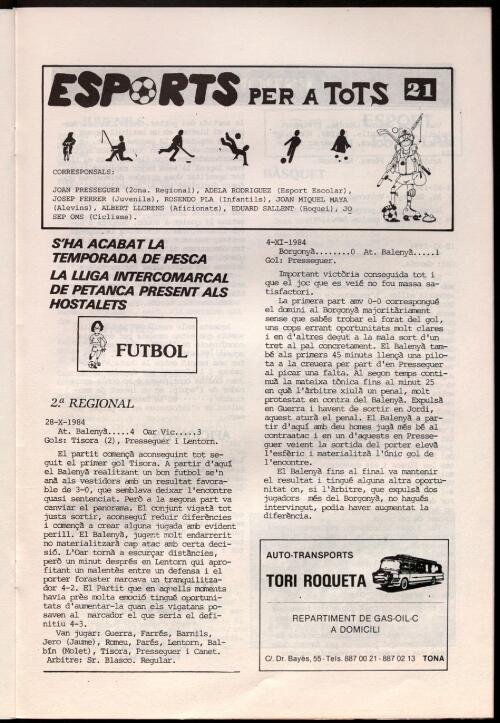 ESPORTS PER A TOTS 21
CORRESPONSALS:
JOAN PRESSEGUER (Zona. Regional), ADELA RODRIGUEZ (Esport Escolar),
JOSEP FERRER (Juvenils), ROSENDO PLA (Infantils), JOAN MIQUEL MAYA
(Alevins), ALBERT LLORENS (Aficionats), EDUARD SALLENT (Hoquei), JO
SEP ONS (Ciclisme).
S'HA ACABAT LA
TEMPORADA DE PESCA
LA LLIGA INTERCOMARCAL
DE PETANCA PRESENT ALS
HOSTALETS
FUTBOL
2.ª REGIONAL
28-X-1984
At. Balenyà.....4 Oar Vic.....3
Gols: Tisora (2), Presseguer i Lentorn.
El partit començà aconseguint tot se-
guit el primer gol Tisora. A partir d'aquí
el Balenyà realitzant un bon futbol se'n
anà als vestidors amb un resultat favora-
ble de 3-0, que semblava deixar l'encontre
quasi sentenciat. Però a la segona part va
canviar el panorama. El conjunt vigatà tot
justs sortir, aconseguí reduir diferències
i començà a crear alguna jugada amb evident
perill. El Balenyà, jugant molt endarrerit
no materialitzarà cap atac amb certa deci-
sió. L'Oar tornà a escurçar distàncies,
però un minut després en Lentorn qui apro-
fitant un malentès entre un defensa i el
porter foraster marcava un tranquilitza-
dor 4-2. El Partit que en aquells moments
havia près molta emoció tingué oportuni-
tats d'aumentar-la quan els vigatans po-
saven al marcador el que seria el defi-
nitiu 4-3.
Van jugar: Guerra, Farrés, Barnils,
Jero (Jaume), Romeu, Parés, Lentorn, Bal-
bín (Molet), Tisora, Presseguer i Canet.
Arbitre: Sr. Blasco. Regular.
4-XI-1984
Borgonyà........0 At. Balenyà.....1
Gol: Presseguer.
Important victòria conseguida tot i
que el joc que es veié no fou massa sa-
tisfactori.
La primera part amv 0-0 correspongué
el domini al Borgonyà majoritàriament
sense que sabés trobar el forat del gol,
uns cops errant oportunitats molt clares
i en d'altres degut a la mala sort d'un
trot al pal concretament. El Balenyà tam-
bé als primers 45 minuts llençà una pilo-
ta a la creuera per part d'en Presseguer
al picar una falta. Al segon temps conti-
nuà la mateixa tònica fins al minut 25
en què l'àrbitre xiulà un penal, molt
protestat en contra del Balenyà. Expulsà
en Guerra i havent de sortir en Jordi,
aquest aturà el penal. El Balenyà a par-
tir d'aquí amb deu homes jugà més bé al
contraatac i en un d'aquests en Presse-
guer veient la sortida del porter elevà
l'esfèric i materialitzà l'únic gol de
l'encontre.
El Balenyà fins al final va mantenir
el resultat i tingué alguna altra oportu-
nitat on, si l'àrbitre, que expulsà dos
jugadors més del Borgonyà, no hagués
intervingut, podia haver augmentat la
diferència.
AUTO-TRANSPORTS
TORI ROQUETA
REPARTIMENT DE GAS-OIL-C
A DOMICILI
C/. Dr. Bayès, 55 - Tels. 887 00 21 - 887 02 13 TONA